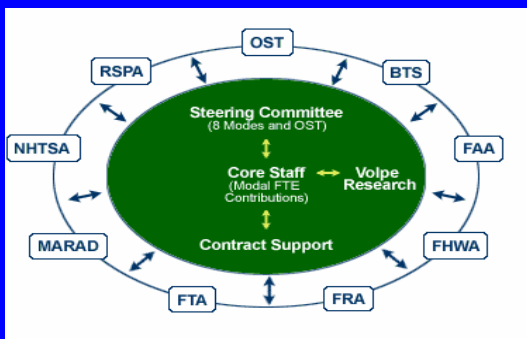 OST
RSPA
BTS
NHTSA
FAA
Steering Committee
(8 Modes and OST)
Core Staff
(Modal FTE
Contributions)
Volpe
Research
Contract Support
MARAD
FHWA
FTA
FRA